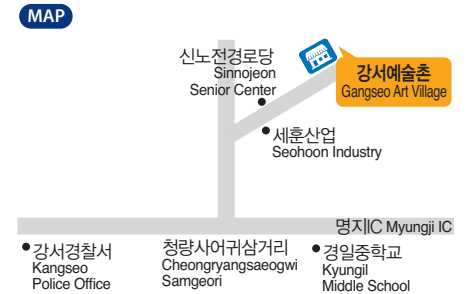 MAP
신노전경로당
Sinnojeon
Senior Center
강서예술촌
Gangseo Art Village
세훈산업
Seohoon Industry
명지IC Myungji IC
강서경찰서
Kangseo
Police Office
청량사어귀삼거리
Cheongryangsaeogwi
Samgeori
경일중학교
Kyungil
Middle School